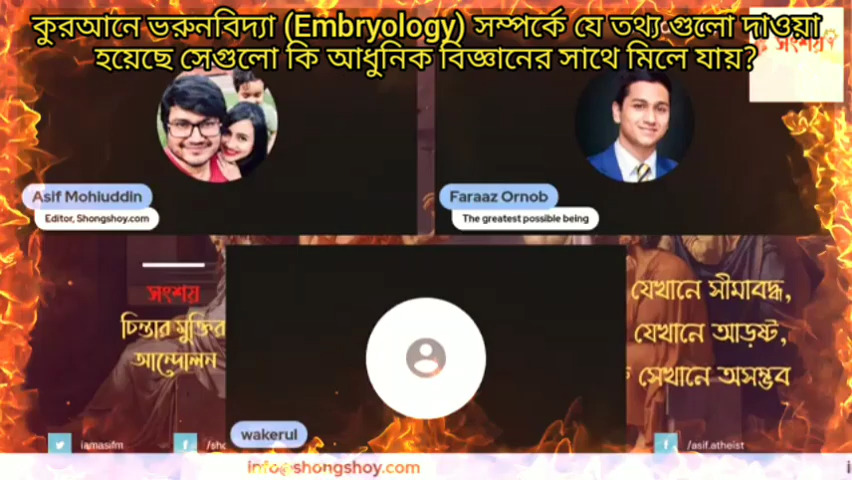 কুরআনে ভরুনবিদ্যা (Embryology) সম্পর্কে যে তথ্য গুলো দাওয়া
হয়েছে সেগুলো কি আধুনিক বিজ্ঞানের সাথে মিলে যায়?
সংশয়
Asif Mohiuddin
Editor, Shongshoy.com
Faraaz Ornob
The greatest possible being
সংশয়
চিন্তার মুক্তির
আন্দোলন
যেখানে সীমাবদ্ধ,
যেখানে আড়ষ্ট,
সেখানে অসম্ভব
wakerul
iamasifm
/asif.atheist
info@shongshoy.com